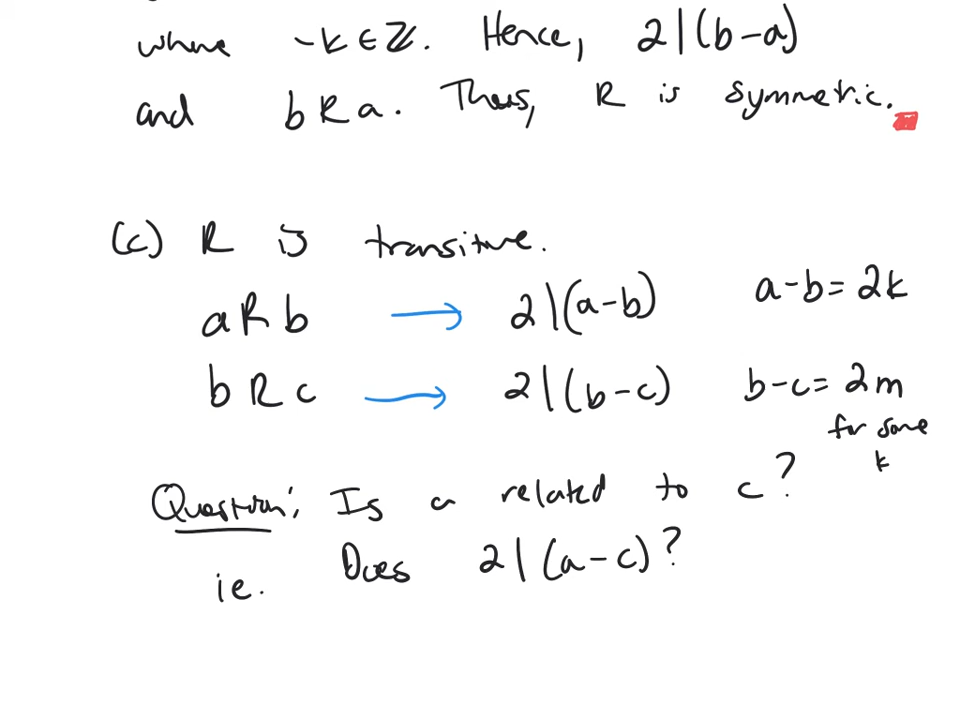 where -k∈ℤ. Hence, 2|(b-a)
and bRa. Thus, R is symmetric.
(c) R is transitive.
aRb → 2|(a-b) a-b=2k
bRc → 2|(b-c) b-c=2m
for some
k
Question: Is a related to c?
ie. Does 2|(a-c)?